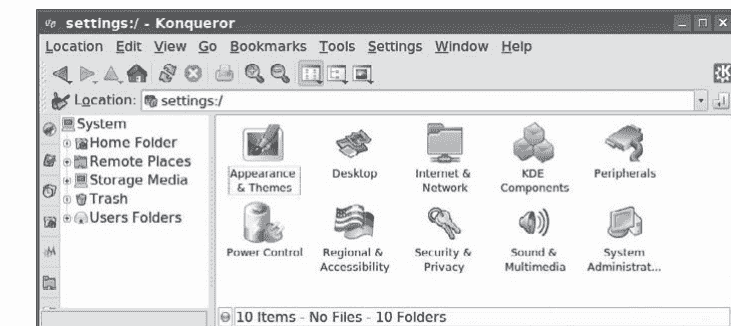 settings:/ - Konqueror
Location Edit View Go Bookmarks Tools Settings Window Help
Location: settings:/
System
Home Folder
Remote Places
Storage Media
Trash
Users Folders
Appearance & Themes
Desktop
Internet & Network
KDE Components
Peripherals
Power Control
Regional & Accessibility
Security & Privacy
Sound & Multimedia
System Administrat...
10 Items - No Files - 10 Folders